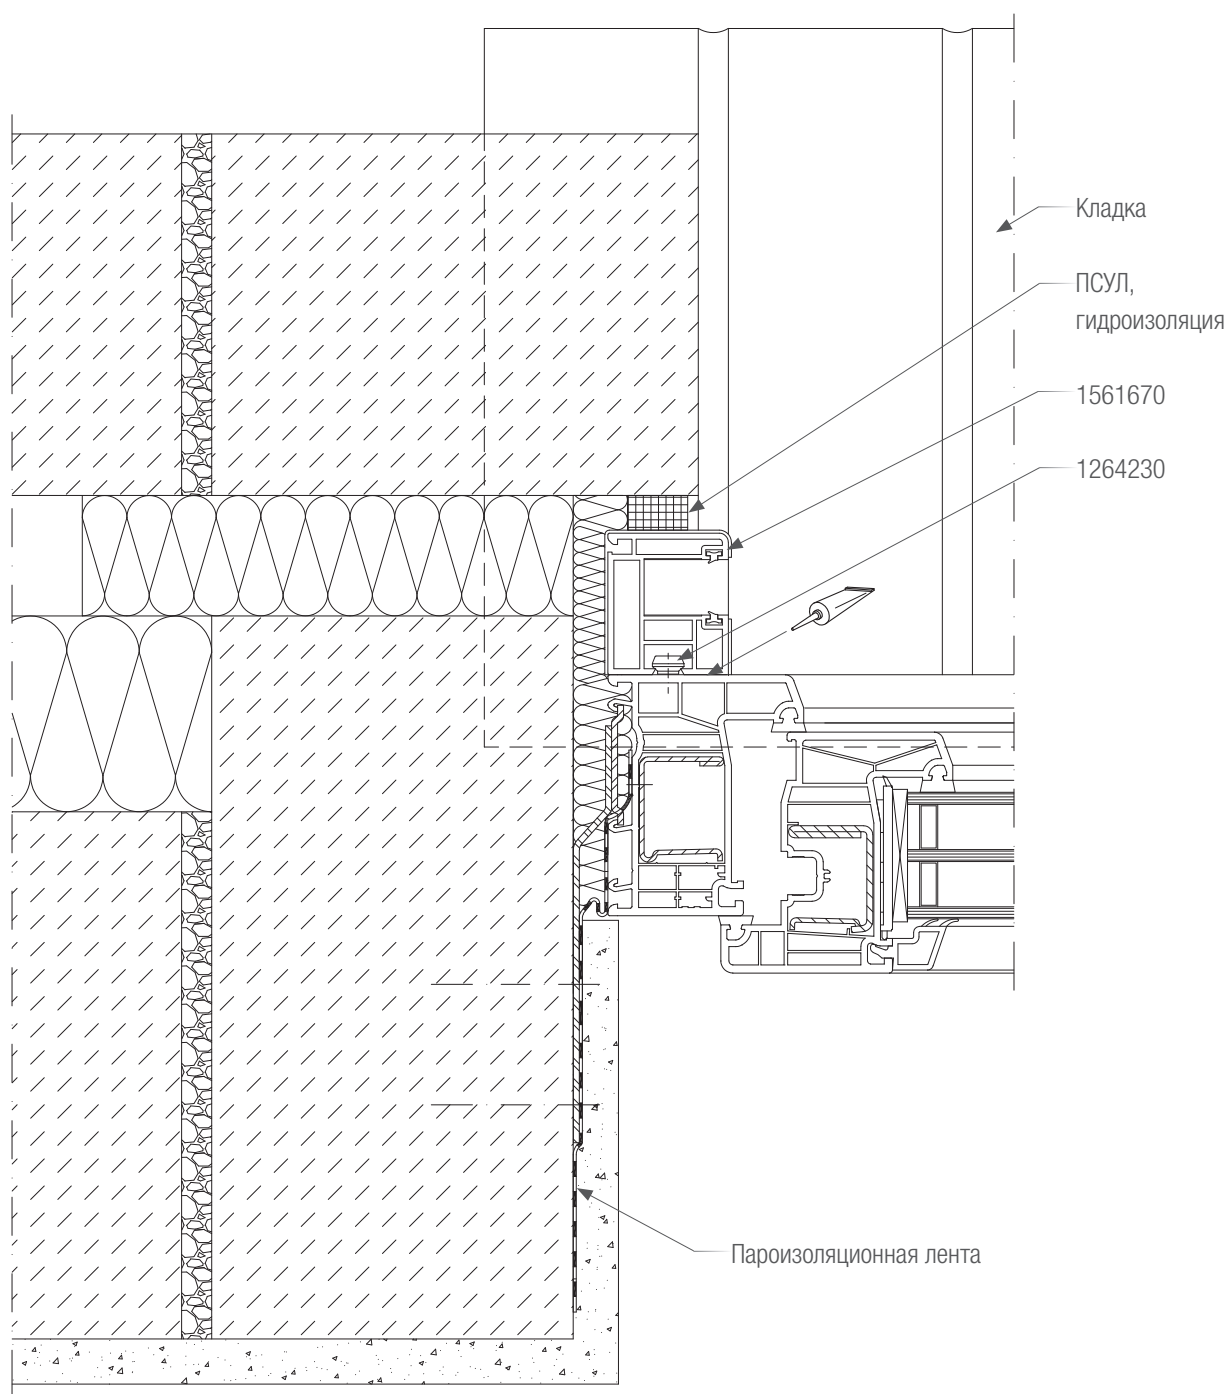 Кладка
ПСУЛ,
гидроизоляция
1561670
1264230
Пароизоляционная лента